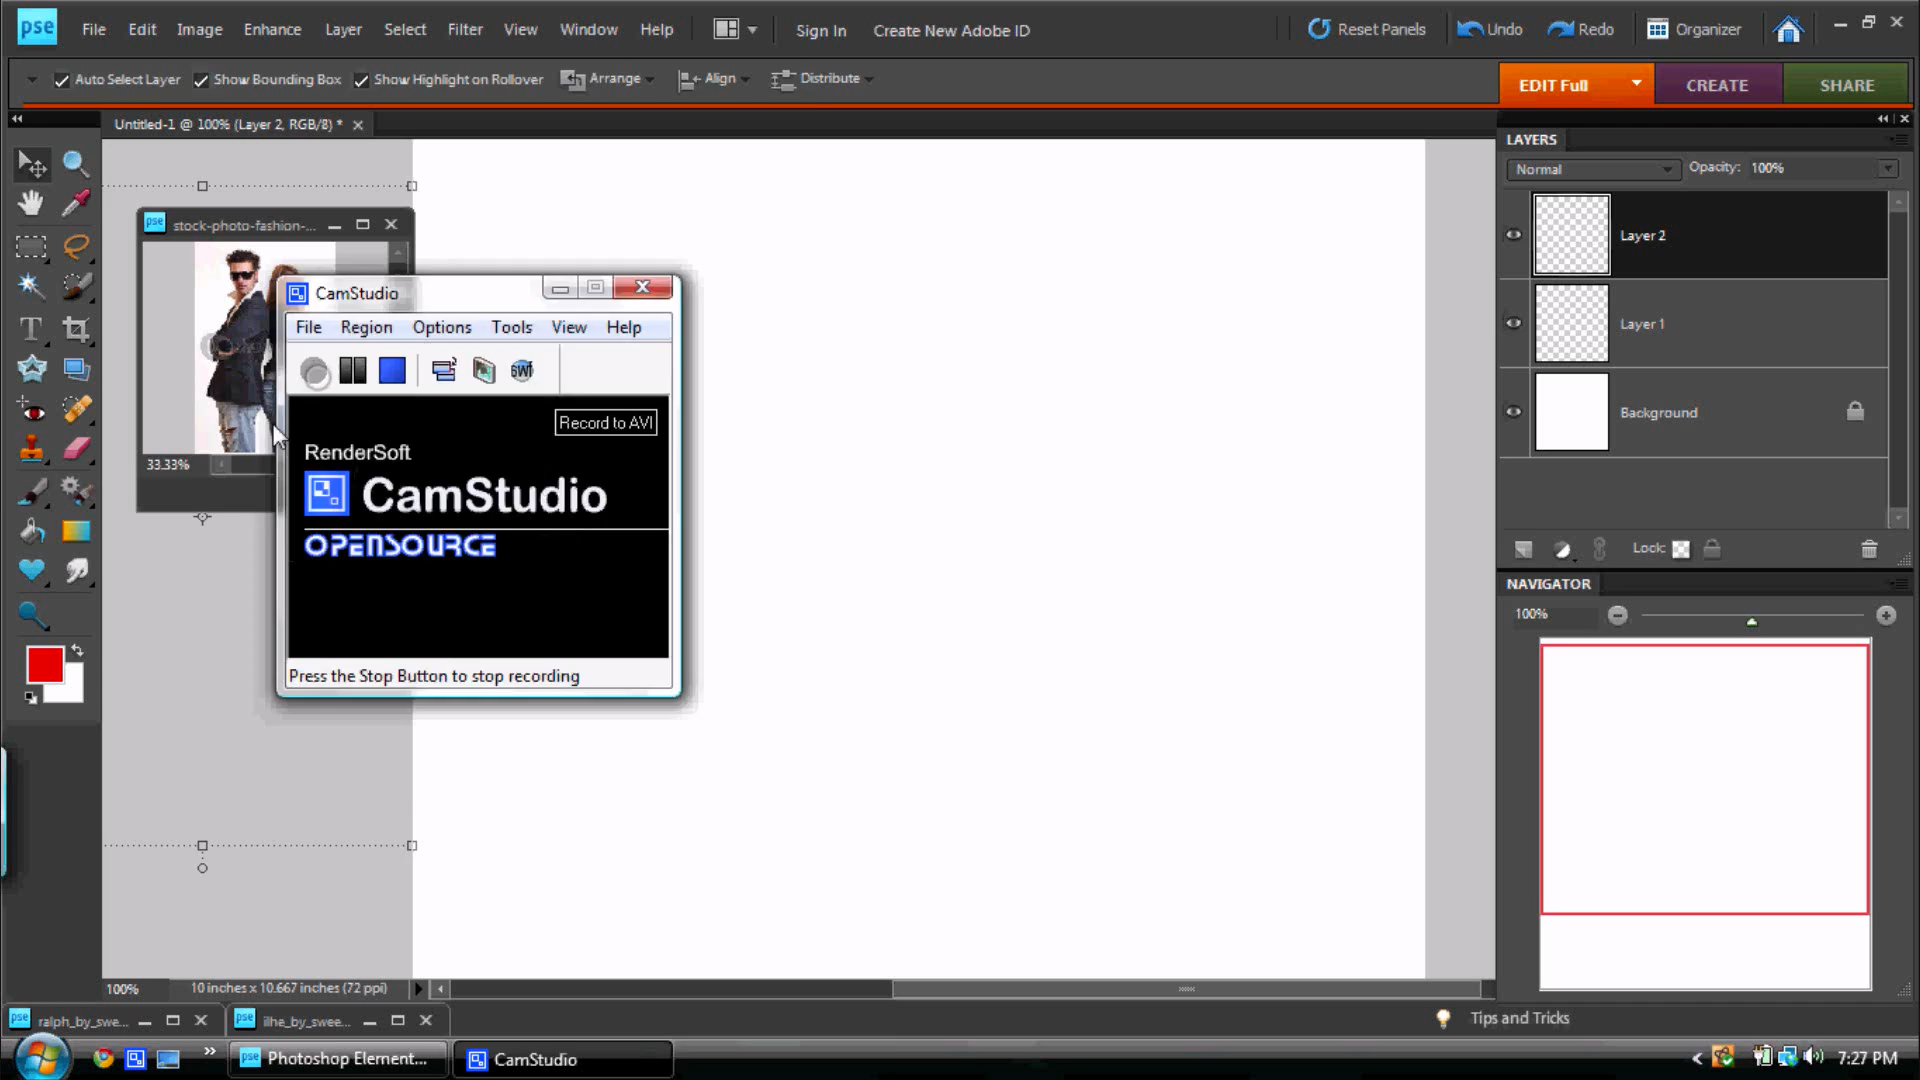 pse File Edit Image Enhance Layer Select Filter View Window Help Sign In Create New Adobe ID Reset Panels Undo Redo Organizer
Auto Select Layer Show Bounding Box Show Highlight on Rollover Arrange Align Distribute EDIT Full CREATE SHARE
Untitled-1 @ 100% (Layer 2, RGB/8) *
LAYERS
Normal Opacity: 100%
Layer 2
Layer 1
Background
Lock:
NAVIGATOR
100%
pse stock-photo-fashion-...
33.33%
CamStudio
File Region Options Tools View Help
SWF
Record to AVI
RenderSoft
CamStudio
OPENSOURCE
Press the Stop Button to stop recording
100% 10 inches x 10.667 inches (72 ppi)
pse ralph_by_swe... pse ilhe_by_swee... Tips and Tricks
pse Photoshop Element... CamStudio 7:27 PM